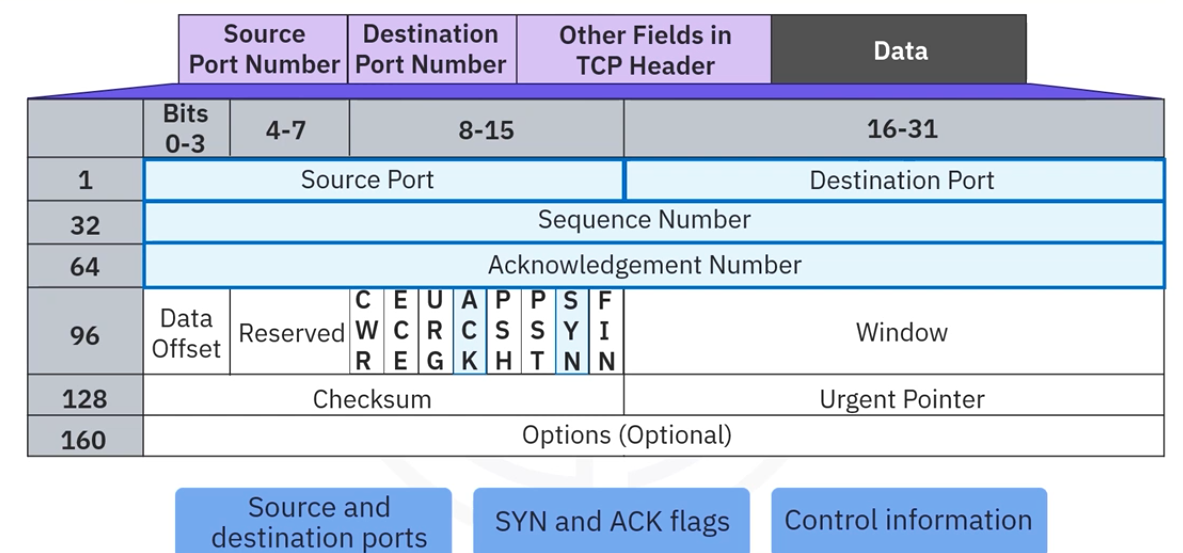 Source
Port Number
Destination
Port Number
Other Fields in
TCP Header
Data
Bits
0-3
4-7
8-15
16-31
1
Source Port
Destination Port
32
Sequence Number
64
Acknowledgement Number
96
Data
Offset
Reserved
CWR
ECE
URG
ACK
PSH
PST
SYN
FIN
Window
128
Checksum
Urgent Pointer
160
Options (Optional)
Source and
destination ports
SYN and ACK flags
Control information